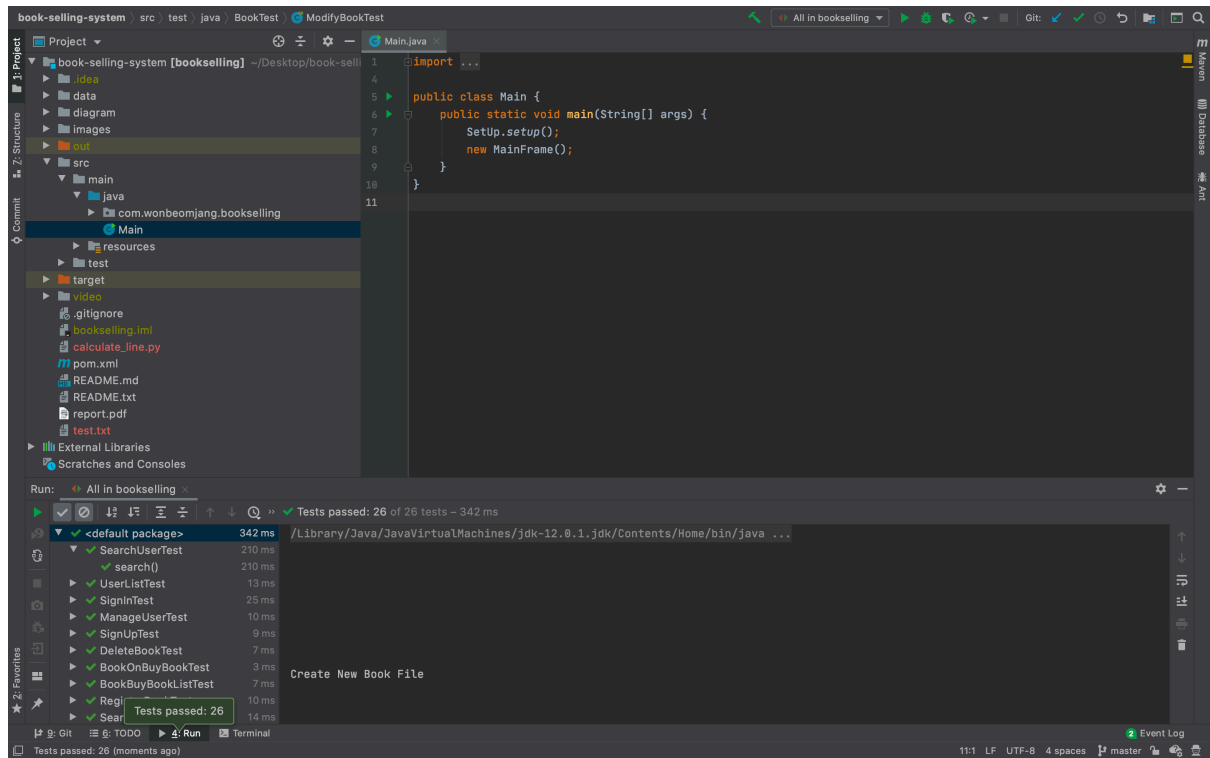 book-selling-system src test java BookTest ModifyBookTest
All in bookselling Git:
1: Project
Project
Main.java
Maven
book-selling-system [bookselling] ~/Desktop/book-selli
.idea
data
diagram
images
out
src
main
java
com.wonbeomjang.bookselling
Main
resources
test
target
video
.gitignore
bookselling.iml
calculate_line.py
pom.xml
README.md
README.txt
report.pdf
test.txt
External Libraries
Scratches and Consoles
Z: Structure
Commit
1 import ...
4
5 public class Main {
6 public static void main(String[] args) {
7 SetUp.setup();
8 new MainFrame();
9 }
10 }
11
Database
Ant
Run: All in bookselling
Tests passed: 26 of 26 tests – 342 ms
<default package> 342 ms
SearchUserTest 210 ms
search() 210 ms
UserListTest 13 ms
SignInTest 25 ms
ManageUserTest 10 ms
SignUpTest 9 ms
DeleteBookTest 7 ms
BookOnBuyBookTest 3 ms
BookBuyBookListTest 7 ms
10 ms
14 ms
Tests passed: 26
/Library/Java/JavaVirtualMachines/jdk-12.0.1.jdk/Contents/Home/bin/java ...
Create New Book File
2: Favorites
9: Git 6: TODO 4: Run Terminal 2 Event Log
Tests passed: 26 (moments ago) 11:1 LF UTF-8 4 spaces master